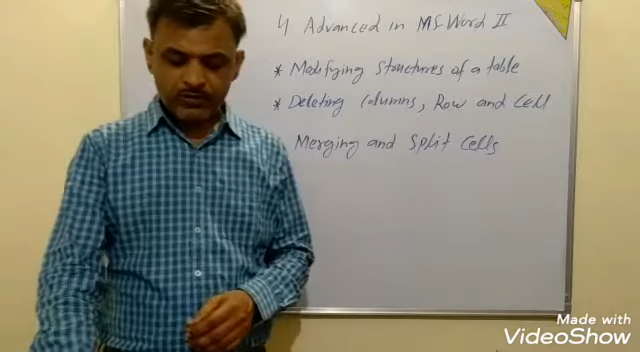 4 Advanced in MS-Word II
* Modifying Structures of a table
* Deleting Columns, Row and Cell
Merging and Split Cells
Made with
VideoShow